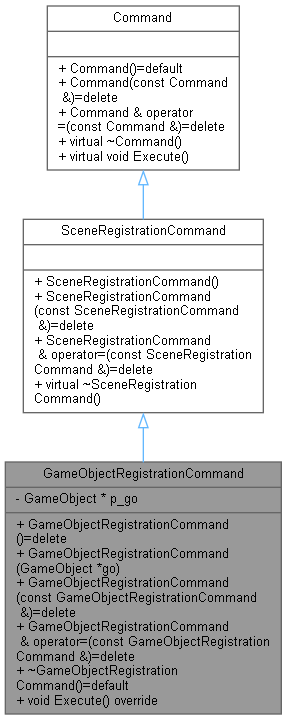 Command
+ Command()=default
+ Command(const Command
&)=delete
+ Command & operator
=(const Command &)=delete
+ virtual ~Command()
+ virtual void Execute()
SceneRegistrationCommand
+ SceneRegistrationCommand()
+ SceneRegistrationCommand
(const SceneRegistrationCommand
&)=delete
+ SceneRegistrationCommand
& operator=(const SceneRegistration
Command &)=delete
+ virtual ~SceneRegistration
Command()
GameObjectRegistrationCommand
- GameObject * p_go
+ GameObjectRegistrationCommand
()=delete
+ GameObjectRegistrationCommand
(GameObject *go)
+ GameObjectRegistrationCommand
(const GameObjectRegistrationCommand
&)=delete
+ GameObjectRegistrationCommand
& operator=(const GameObjectRegistration
Command &)=delete
+ ~GameObjectRegistration
Command()=default
+ void Execute() override